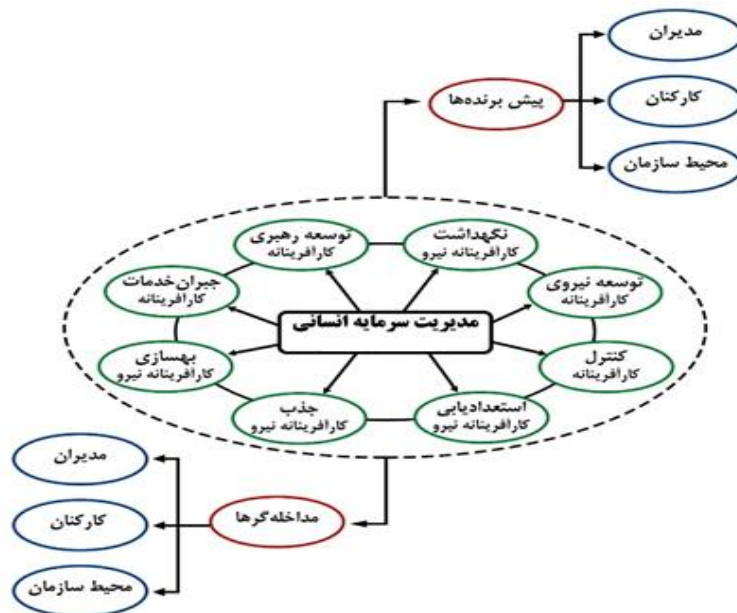 مدیران
پیش برنده‌ها
کارکنان
محیط سازمان
نگهداشت
کارآفرینانه نیرو
توسعه رهبری
کارآفرینانه
توسعه نیروی
کارآفرینانه
جبران خدمات
کارآفرینانه
مدیریت سرمایه انسانی
کنترل
کارآفرینانه
بهسازی
کارآفرینانه نیرو
استعدادیابی
کارآفرینانه نیرو
جذب
کارآفرینانه نیرو
مدیران
مداخله‌گرها
کارکنان
محیط سازمان